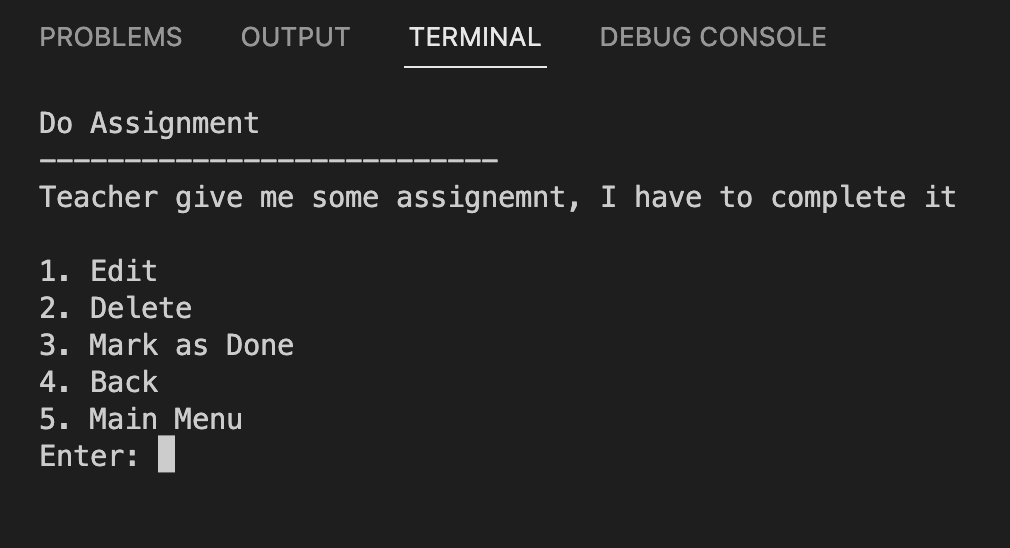 PROBLEMS OUTPUT TERMINAL DEBUG CONSOLE
Do Assignment
---------------------------
Teacher give me some assignemnt, I have to complete it
1. Edit
2. Delete
3. Mark as Done
4. Back
5. Main Menu
Enter: